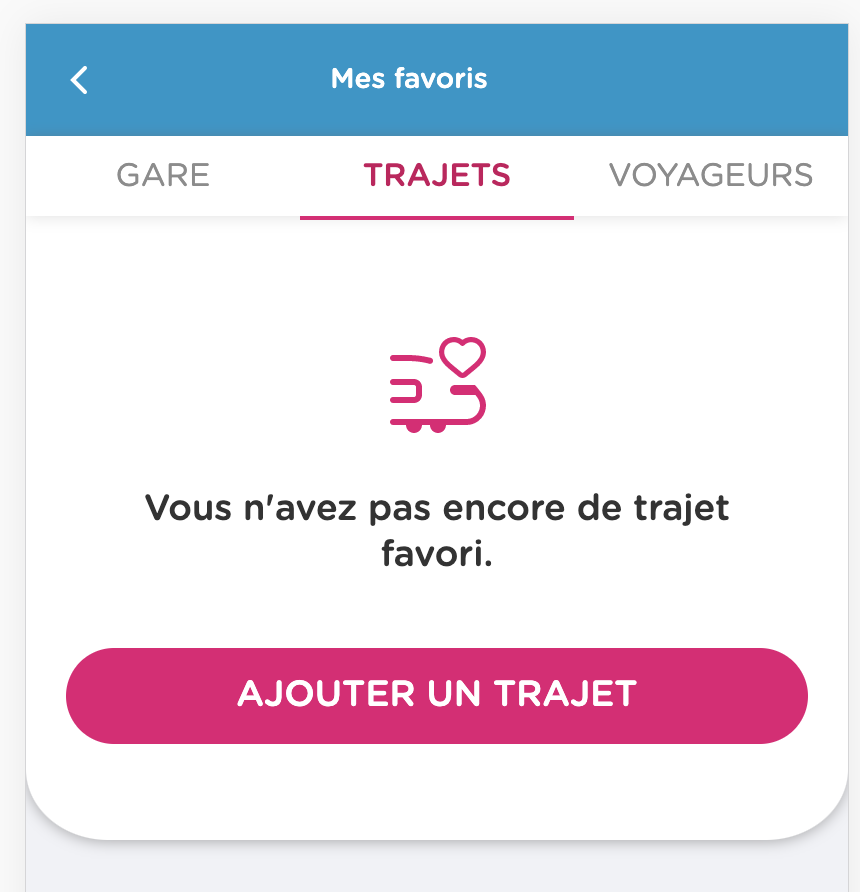 Mes favoris
GARE TRAJETS VOYAGEURS
Vous n'avez pas encore de trajet
favori.
AJOUTER UN TRAJET